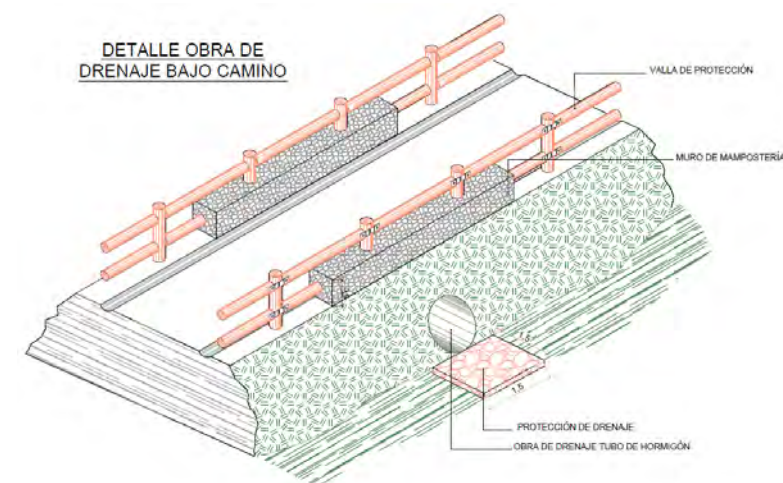 DETALLE OBRA DE
DRENAJE BAJO CAMINO
VALLA DE PROTECCIÓN
MURO DE MAMPOSTERÍA
1.5
1.5
PROTECCIÓN DE DRENAJE
OBRA DE DRENAJE TUBO DE HORMIGÓN